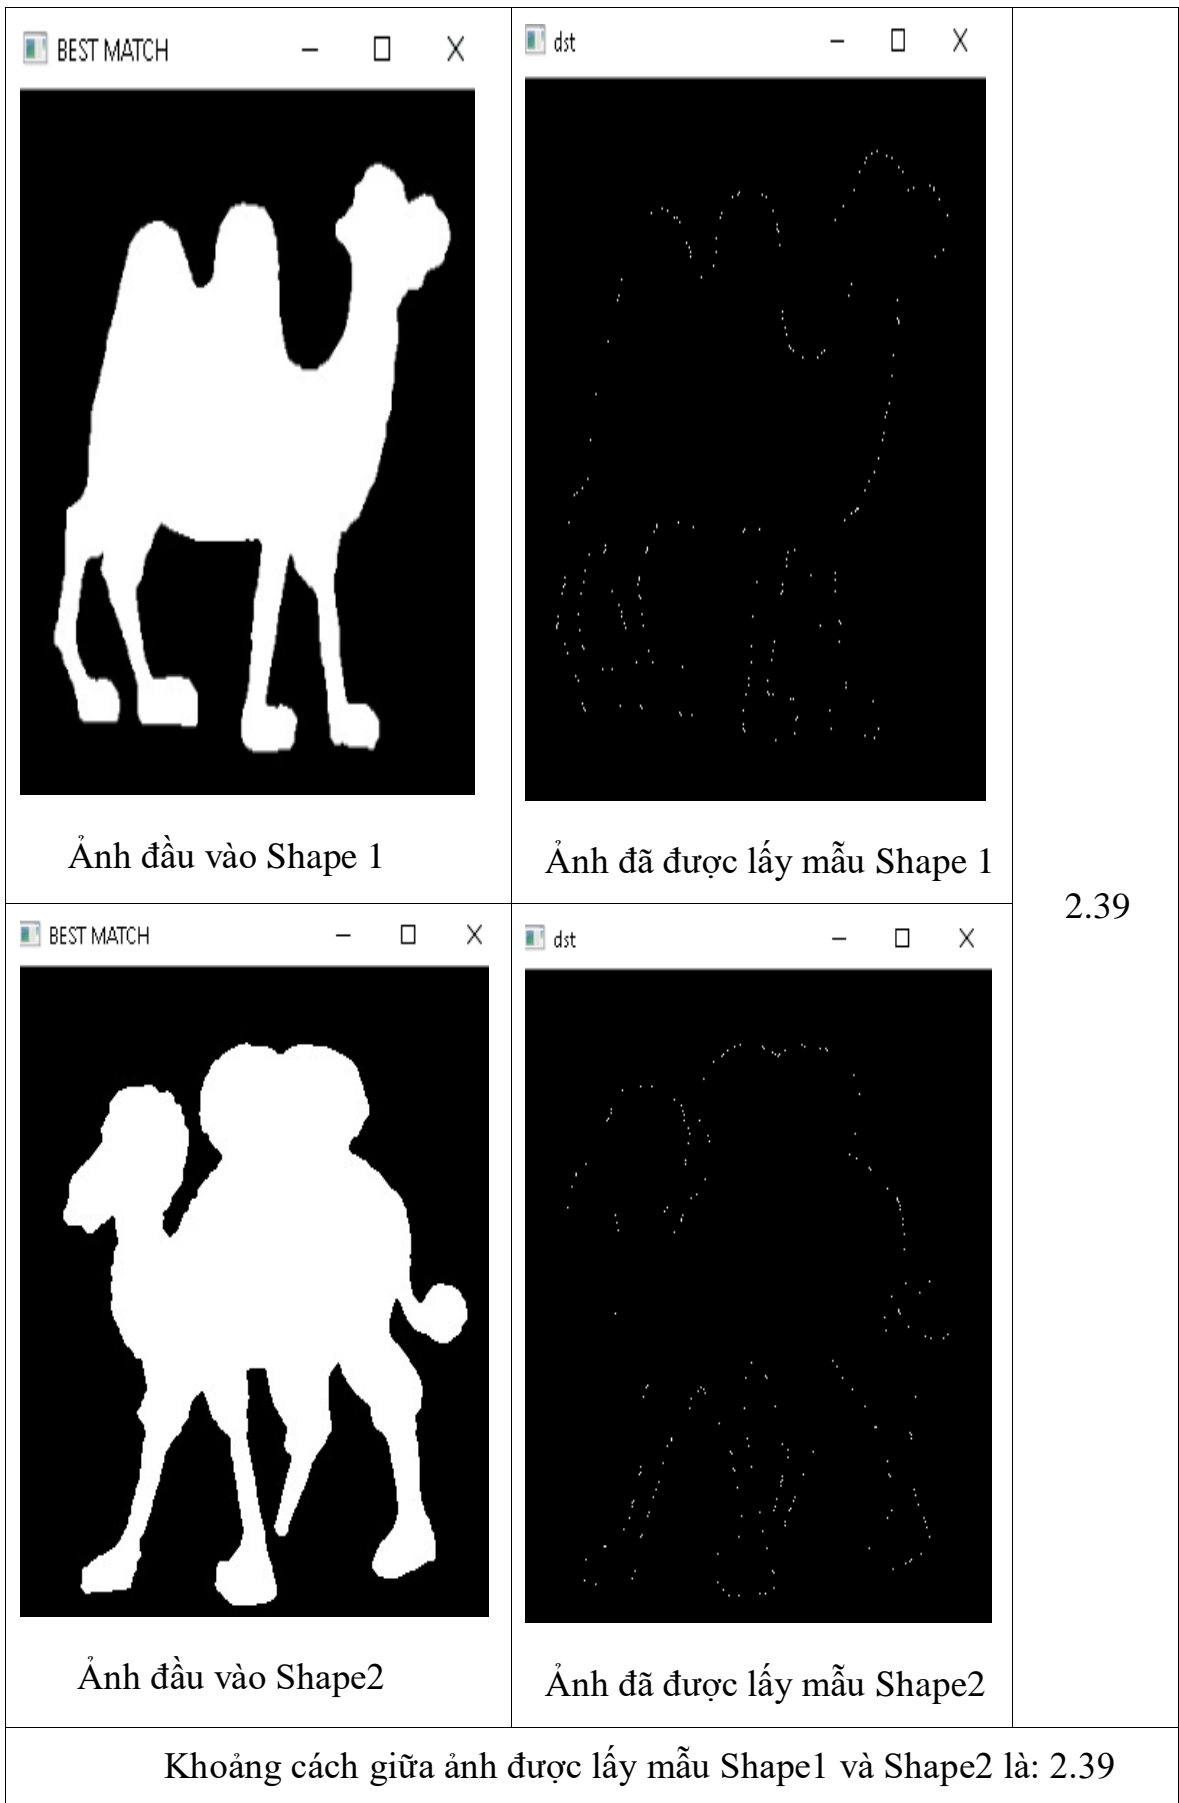 BEST MATCH
dst
Ảnh đầu vào Shape 1
Ảnh đã được lấy mẫu Shape 1
2.39
BEST MATCH
dst
Ảnh đầu vào Shape2
Ảnh đã được lấy mẫu Shape2
Khoảng cách giữa ảnh được lấy mẫu Shape1 và Shape2 là: 2.39